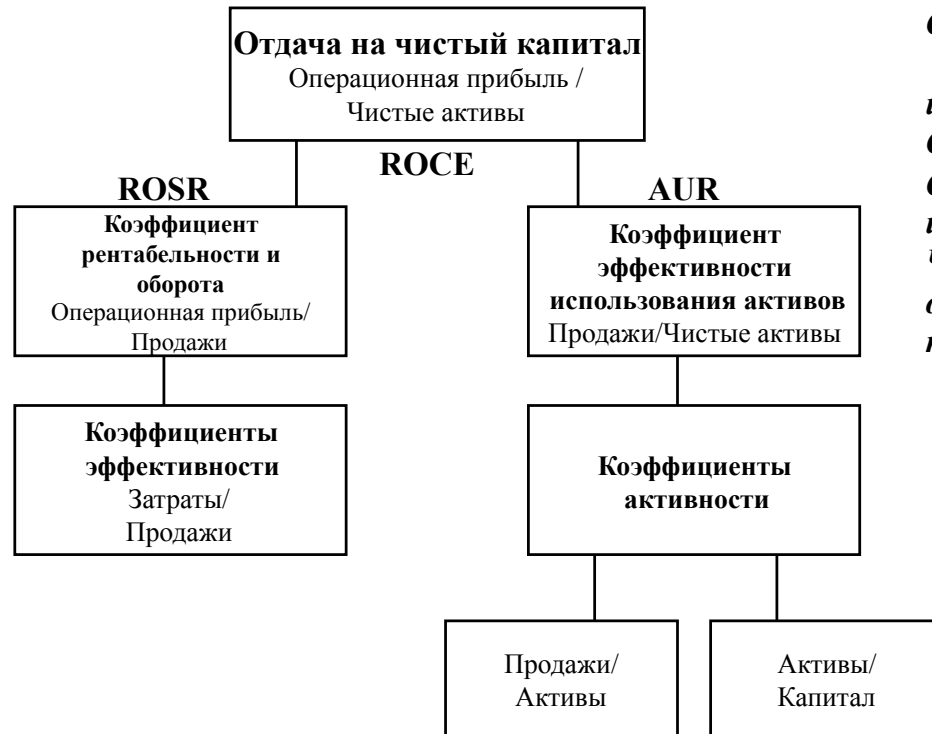 Отдача на чистый капитал
Операционная прибыль /
Чистые активы
ROCE
ROSR
AUR
Коэффициент
рентабельности и
оборота
Операционная прибыль/
Продажи
Коэффициент
эффективности
использования активов
Продажи/Чистые активы
Коэффициенты
эффективности
Затраты/
Продажи
Коэффициенты
активности
Продажи/
Активы
Активы/
Капитал